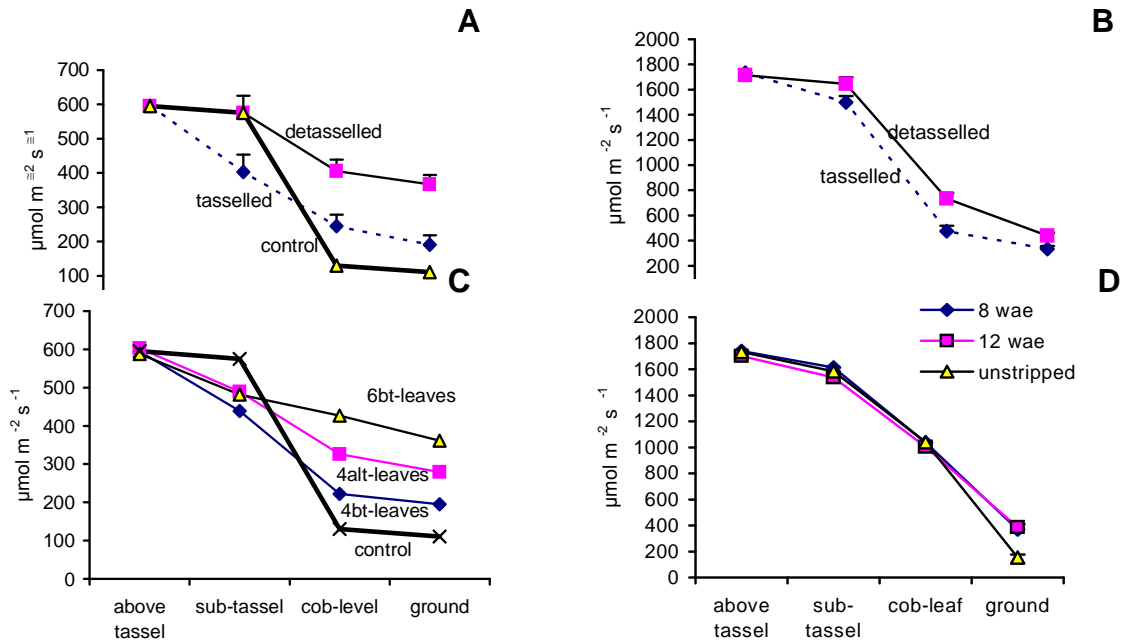 A
700
600
500
400
300
200
100
µmol m ≅2 s ≅1
detasselled
tasselled
control
B
2000
1800
1600
1400
1200
1000
800
600
400
200
µmol m -2 s -1
detasselled
tasselled
C
700
600
500
400
300
200
100
0
µmol m -2 s -1
6bt-leaves
4alt-leaves
4bt-leaves
control
above tassel
sub-tassel
cob-level
ground
D
2000
1800
1600
1400
1200
1000
800
600
400
200
0
µmol m -2 s -1
8 wae
12 wae
unstripped
above
tassel
sub-
tassel
cob-leaf
ground